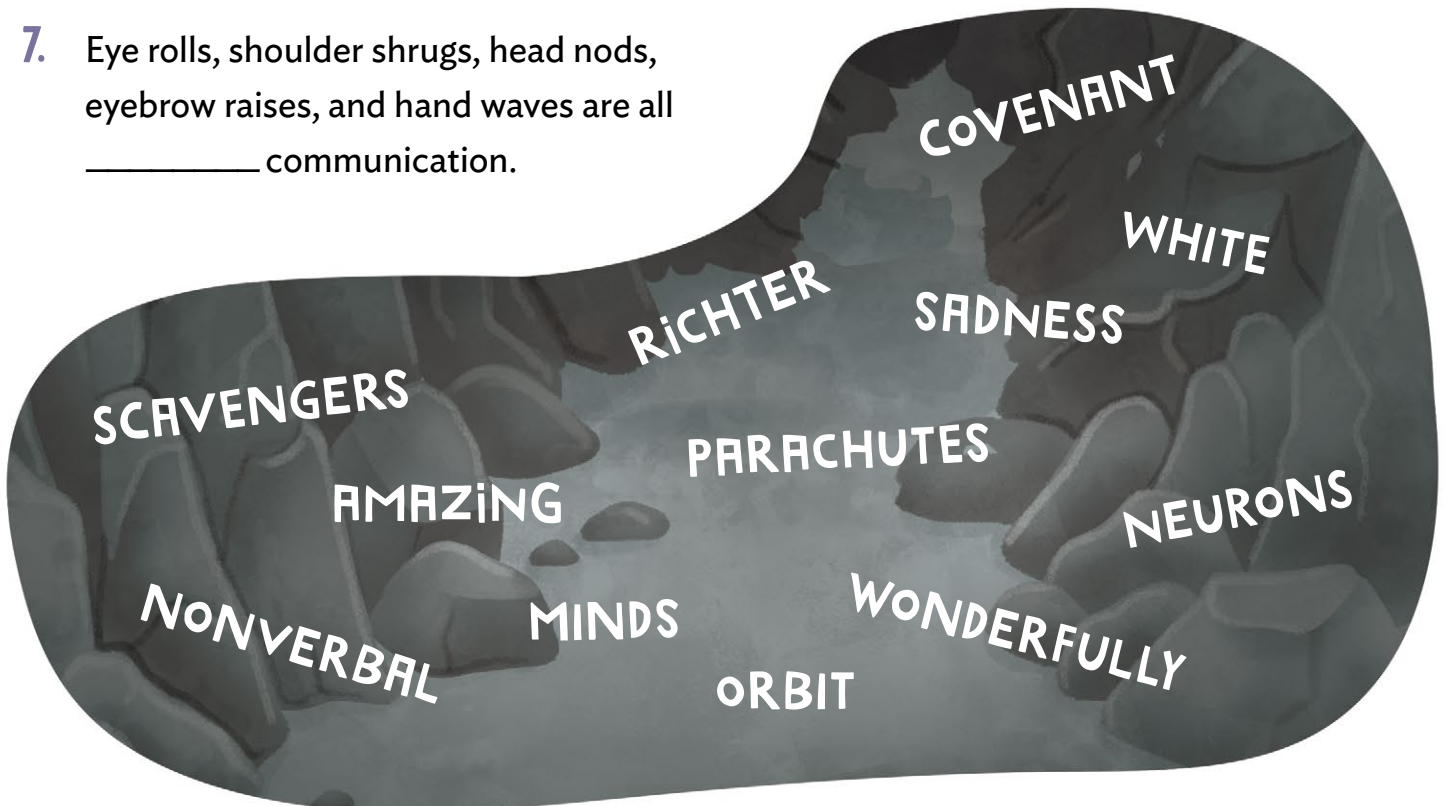 7. Eye rolls, shoulder shrugs, head nods,
eyebrow raises, and hand waves are all
________ communication.
COVENANT
WHITE
RiCHTER
SADNESS
SCAVENGERS
PARACHUTES
AMAZiNG
NEURoNS
NoNVERBAL
MINDS
WoNDERFULLY
oRBIT